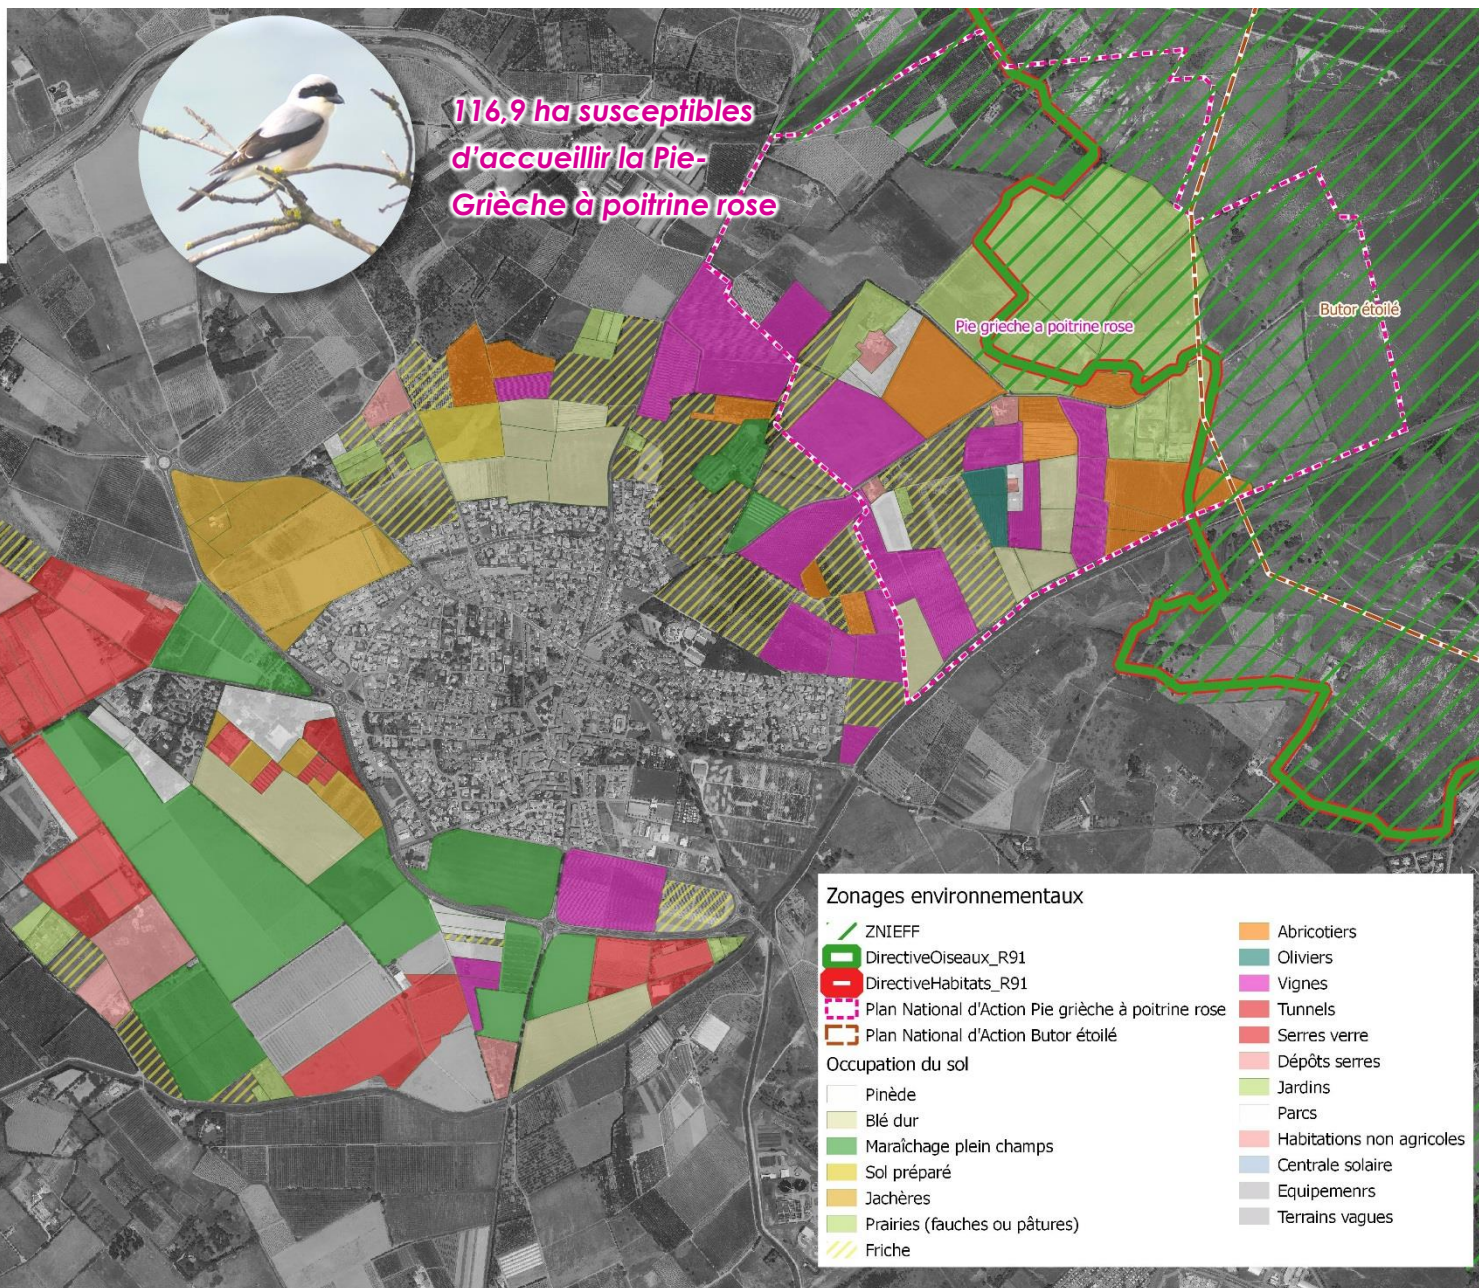 116,9 ha susceptibles
d'accueillir la Pie-
Grièche à poitrine rose
Butor étoilé
Pie grieche a poitrine rose
Zonages environnementaux
ZNIEFF
DirectiveOiseaux_R91
DirectiveHabitats_R91
Plan National d'Action Pie grièche à poitrine rose
Plan National d'Action Butor étoilé
Occupation du sol
Pinède
Blé dur
Maraîchage plein champs
Sol préparé
Jachères
Prairies (fauches ou pâtures)
Friche
Abricotiers
Oliviers
Vignes
Tunnels
Serres verre
Dépôts serres
Jardins
Parcs
Habitations non agricoles
Centrale solaire
Equipemenrs
Terrains vagues